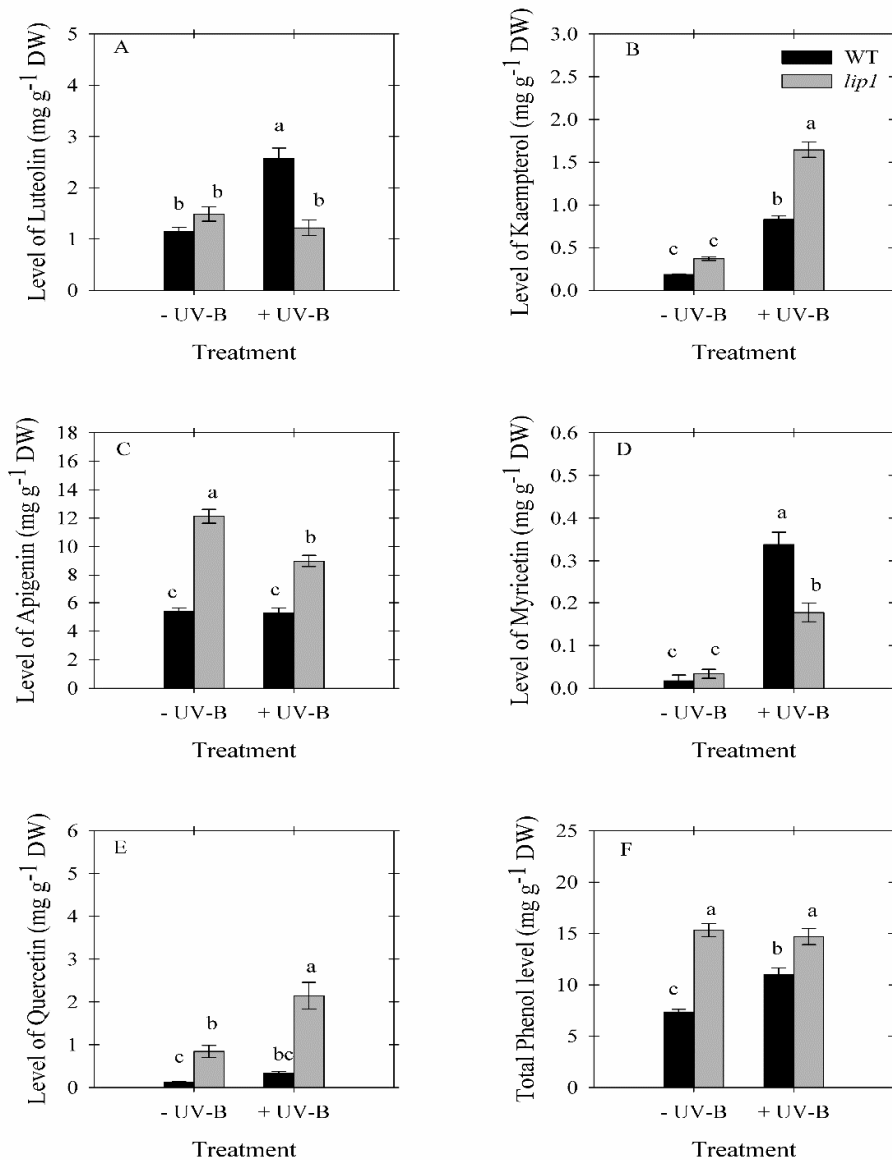 A
Level of Luteolin (mg g⁻¹ DW)
5
4
3
2
1
0
b
b
a
b
- UV-B
+ UV-B
Treatment
B
WT
lip1
Level of Kaempferol (mg g⁻¹ DW)
3.0
2.5
2.0
1.5
1.0
0.5
0.0
c
c
b
a
- UV-B
+ UV-B
Treatment
C
Level of Apigenin (mg g⁻¹ DW)
18
16
14
12
10
8
6
4
2
0
c
a
c
b
- UV-B
+ UV-B
Treatment
D
Level of Myricetin (mg g⁻¹ DW)
0.6
0.5
0.4
0.3
0.2
0.1
0.0
c
c
a
b
- UV-B
+ UV-B
Treatment
E
Level of Quercetin (mg g⁻¹ DW)
6
5
4
3
2
1
0
c
b
bc
a
- UV-B
+ UV-B
Treatment
F
Total Phenol level (mg g⁻¹ DW)
25
20
15
10
5
0
c
a
b
a
- UV-B
+ UV-B
Treatment